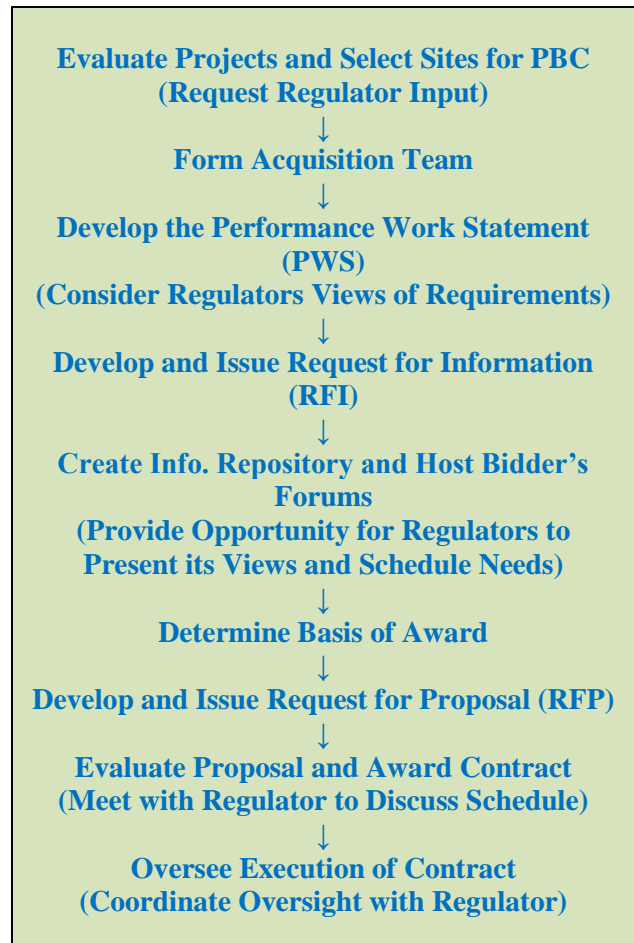 Evaluate Projects and Select Sites for PBC
(Request Regulator Input)
↓
Form Acquisition Team
↓
Develop the Performance Work Statement
(PWS)
(Consider Regulators Views of Requirements)
↓
Develop and Issue Request for Information
(RFI)
↓
Create Info. Repository and Host Bidder’s
Forums
(Provide Opportunity for Regulators to
Present its Views and Schedule Needs)
↓
Determine Basis of Award
↓
Develop and Issue Request for Proposal (RFP)
↓
Evaluate Proposal and Award Contract
(Meet with Regulator to Discuss Schedule)
↓
Oversee Execution of Contract
(Coordinate Oversight with Regulator)